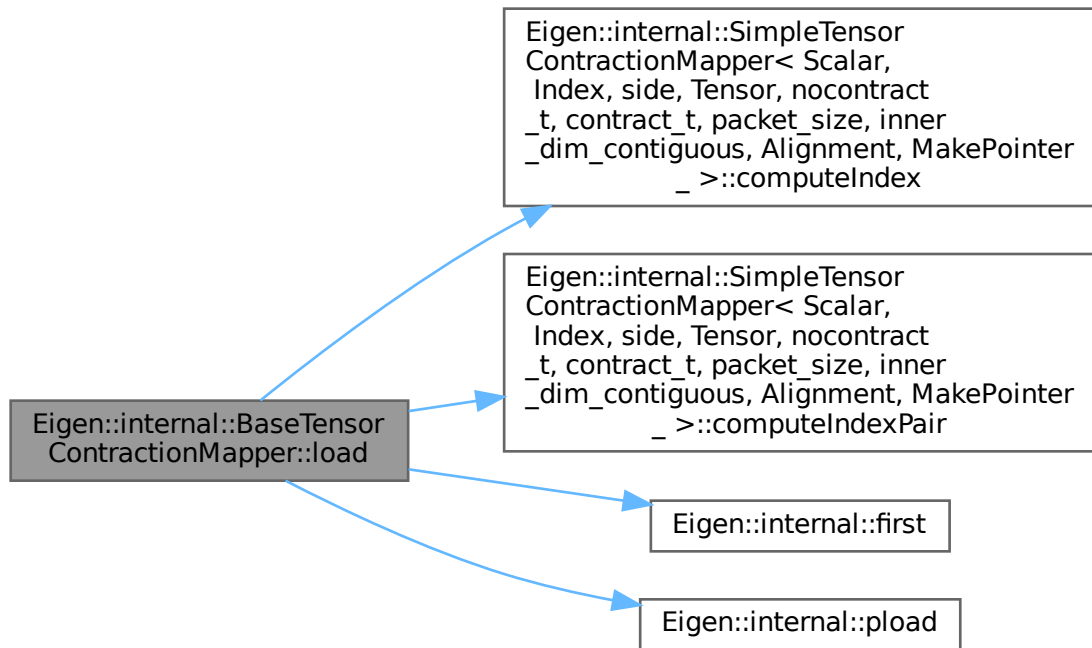 Eigen::internal::SimpleTensor
ContractionMapper< Scalar,
Index, side, Tensor, nocontract
_t, contract_t, packet_size, inner
_dim_contiguous, Alignment, MakePointer
_ >::computeIndex
Eigen::internal::SimpleTensor
ContractionMapper< Scalar,
Index, side, Tensor, nocontract
_t, contract_t, packet_size, inner
_dim_contiguous, Alignment, MakePointer
_ >::computeIndexPair
Eigen::internal::BaseTensor
ContractionMapper::load
Eigen::internal::first
Eigen::internal::pload